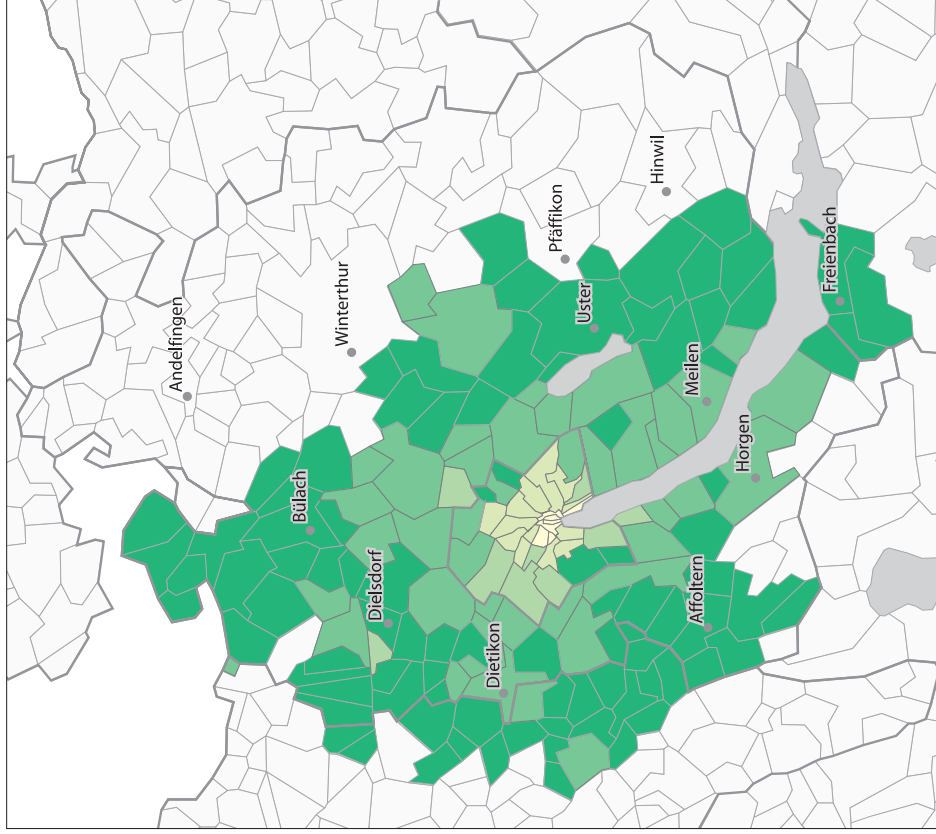 Andelfingen
Winterthur
Bülach
Dielsdorf
Pfäffikon
Hinwil
Uster
Dietikon
Meilen
Horgen
Affoltern
Freienbach